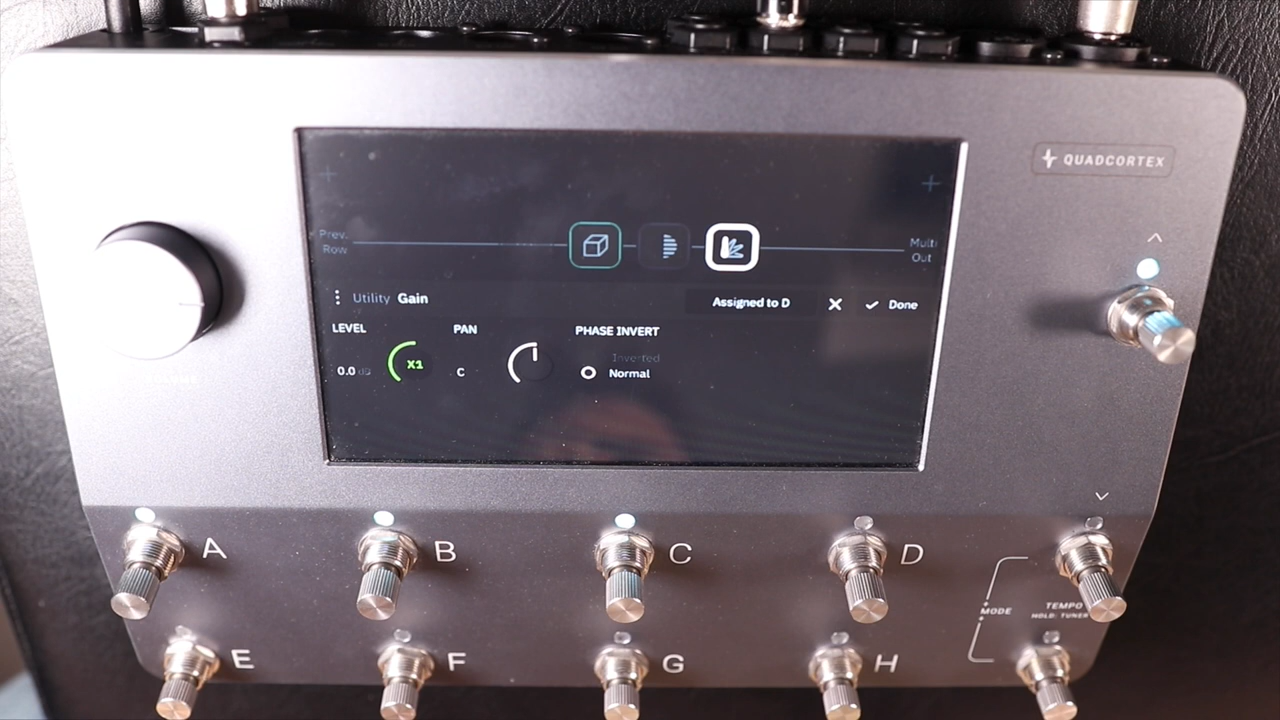 QUADCORTEX
Prev. Row
Multi Out
Utility Gain
Assigned to D
Done
LEVEL
PAN
PHASE INVERT
0.0 dB
X1
C
Inverted
Normal
A
B
C
D
MODE
TEMPO
HOLD: TUNER
E
F
G
H